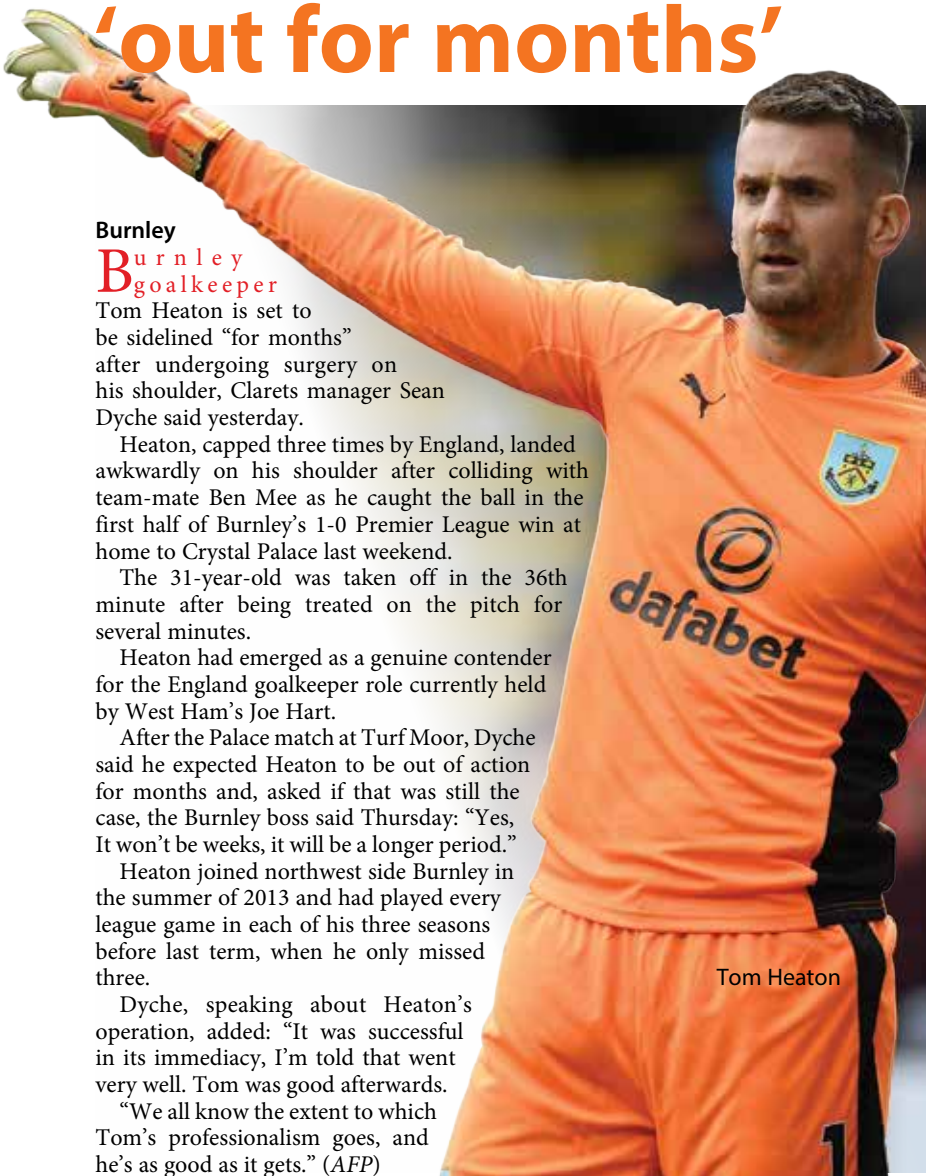 ‘out for months’
Burnley
Burnley
goalkeeper
Tom Heaton is set to
be sidelined “for months”
after undergoing surgery on
his shoulder, Clarets manager Sean
Dyche said yesterday.
Heaton, capped three times by England, landed
awkwardly on his shoulder after colliding with
team-mate Ben Mee as he caught the ball in the
first half of Burnley’s 1-0 Premier League win at
home to Crystal Palace last weekend.
The 31-year-old was taken off in the 36th
minute after being treated on the pitch for
several minutes.
Heaton had emerged as a genuine contender
for the England goalkeeper role currently held
by West Ham’s Joe Hart.
After the Palace match at Turf Moor, Dyche
said he expected Heaton to be out of action
for months and, asked if that was still the
case, the Burnley boss said Thursday: “Yes,
It won’t be weeks, it will be a longer period.”
Heaton joined northwest side Burnley in
the summer of 2013 and had played every
league game in each of his three seasons
before last term, when he only missed
three.
Dyche, speaking about Heaton’s
operation, added: “It was successful
in its immediacy, I’m told that went
very well. Tom was good afterwards.
“We all know the extent to which
Tom’s professionalism goes, and
he’s as good as it gets.” (AFP)
dafabet
Tom Heaton
1